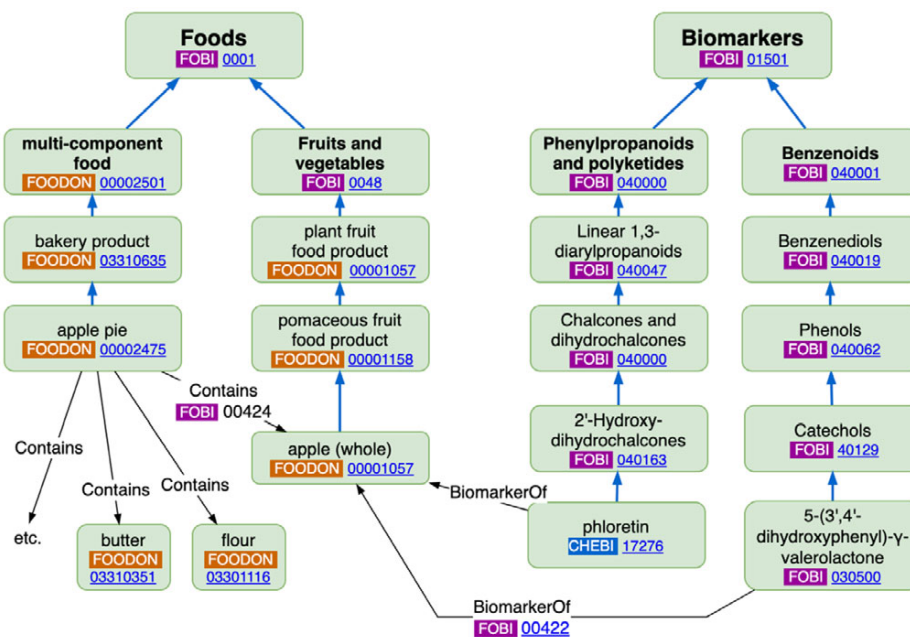 Foods
FOBI 0001
Biomarkers
FOBI 01501
multi-component
food
FOODON 00002501
Fruits and
vegetables
FOBI 0048
Phenylpropanoids
and polyketides
FOBI 040000
Benzenoids
FOBI 040001
bakery product
FOODON 03310635
plant fruit
food product
FOODON 00001057
Linear 1,3-
diarylpropanoids
FOBI 040047
Benzenediols
FOBI 040019
apple pie
FOODON 00002475
pomaceous fruit
food product
FOODON 00001158
Chalcones and
dihydrochalcones
FOBI 040000
Phenols
FOBI 040062
Contains
FOBI 00424
Contains
Contains
Contains
apple (whole)
FOODON 00001057
2'-Hydroxy-
dihydrochalcones
FOBI 040163
Catechols
FOBI 40129
BiomarkerOf
etc.
butter
FOODON
03310351
flour
FOODON
03301116
phloretin
CHEBI 17276
5-(3',4'-
dihydroxyphenyl)-γ-
valerolactone
FOBI 030500
BiomarkerOf
FOBI 00422